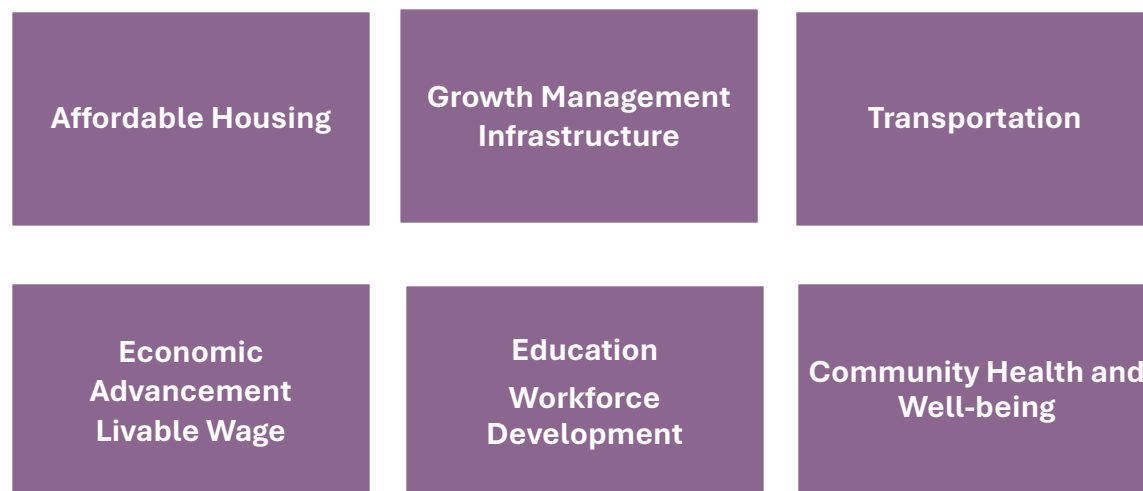 Affordable Housing
Growth Management
Infrastructure
Transportation
Economic
Advancement
Livable Wage
Education
Workforce
Development
Community Health and
Well-being